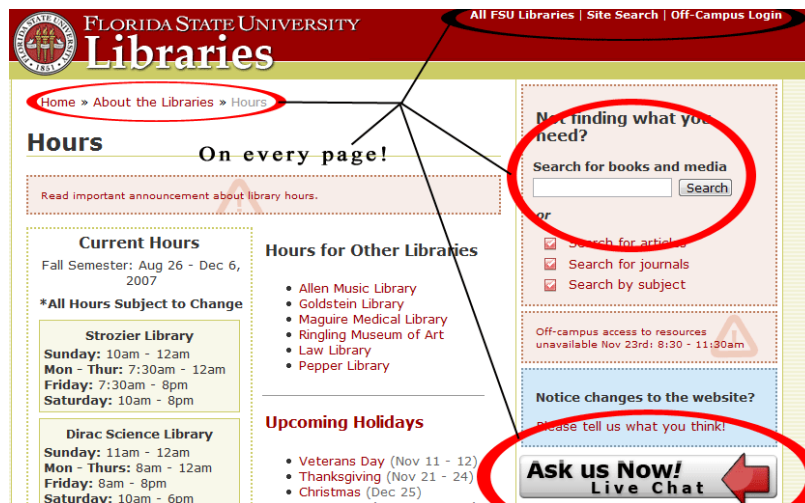 FLORIDA STATE UNIVERSITY
Libraries
All FSU Libraries | Site Search | Off-Campus Login
Home » About the Libraries » Hours
Hours
On every page!
Read important announcement about library hours.
Current Hours
Fall Semester: Aug 26 - Dec 6,
2007
*All Hours Subject to Change
Strozier Library
Sunday: 10am - 12am
Mon - Thur: 7:30am - 12am
Friday: 7:30am - 8pm
Saturday: 10am - 8pm
Dirac Science Library
Sunday: 11am - 12am
Mon - Thurs: 8am - 12am
Friday: 8am - 8pm
Saturday: 10am - 6pm
Hours for Other Libraries
Allen Music Library
Goldstein Library
Maguire Medical Library
Ringling Museum of Art
Law Library
Pepper Library
Upcoming Holidays
Veterans Day (Nov 11 - 12)
Thanksgiving (Nov 21 - 24)
Christmas (Dec 25)
Not finding what you
need?
Search for books and media
Search
or
Search for articles
Search for journals
Search by subject
Off-campus access to resources
unavailable Nov 23rd: 8:30 - 11:30am
Notice changes to the website?
Please tell us what you think!
Ask us Now!
Live Chat